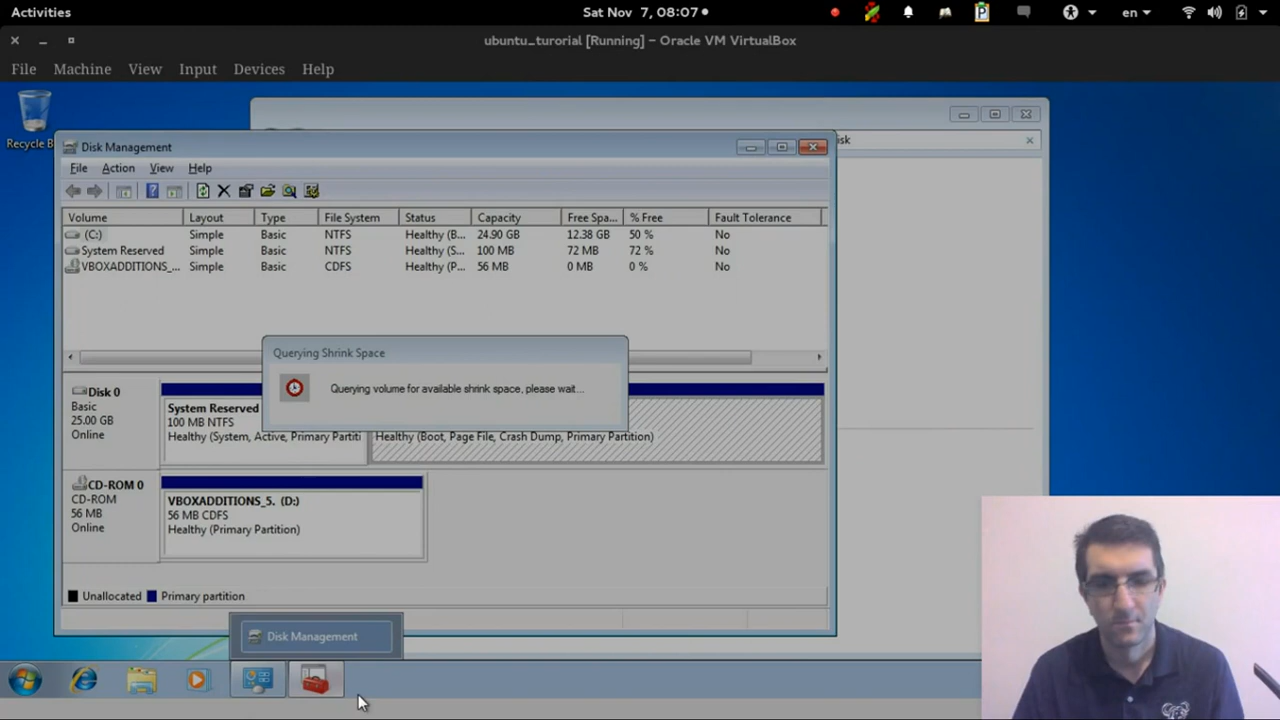 Activities
Sat Nov 7, 08:07
en
ubuntu_turorial [Running] – Oracle VM VirtualBox
File Machine View Input Devices Help
Recycle B
Disk Management
isk
File Action View Help
Volume Layout Type File System Status Capacity Free Spa... % Free Fault Tolerance
(C:) Simple Basic NTFS Healthy (B... 24.90 GB 12.38 GB 50 % No
System Reserved Simple Basic NTFS Healthy (S... 100 MB 72 MB 72 % No
VBOXADDITIONS_... Simple Basic CDFS Healthy (P... 56 MB 0 MB 0 % No
Querying Shrink Space
Querying volume for available shrink space, please wait...
Disk 0
Basic
25.00 GB
Online
System Reserved
100 MB NTFS
Healthy (System, Active, Primary Partiti
Healthy (Boot, Page File, Crash Dump, Primary Partition)
CD-ROM 0
CD-ROM
56 MB
Online
VBOXADDITIONS_5. (D:)
56 MB CDFS
Healthy (Primary Partition)
Unallocated Primary partition
Disk Management